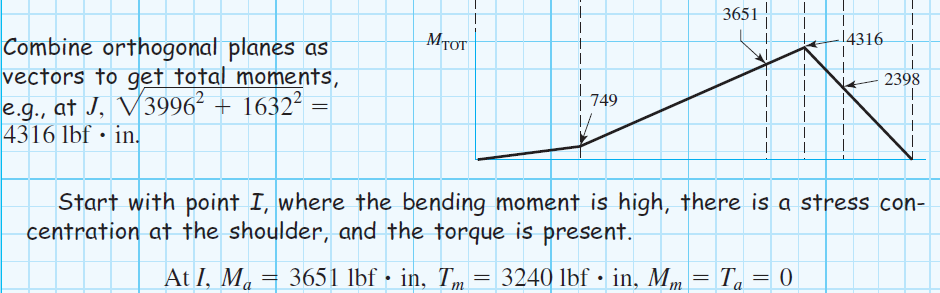 3651
M_TOT
4316
Combine orthogonal planes as
vectors to get total moments,
2398
e.g., at J, √3996² + 1632² =
749
4316 lbf · in.
Start with point I, where the bending moment is high, there is a stress con-
centration at the shoulder, and the torque is present.
At I, M_a = 3651 lbf · in, T_m = 3240 lbf · in, M_m = T_a = 0